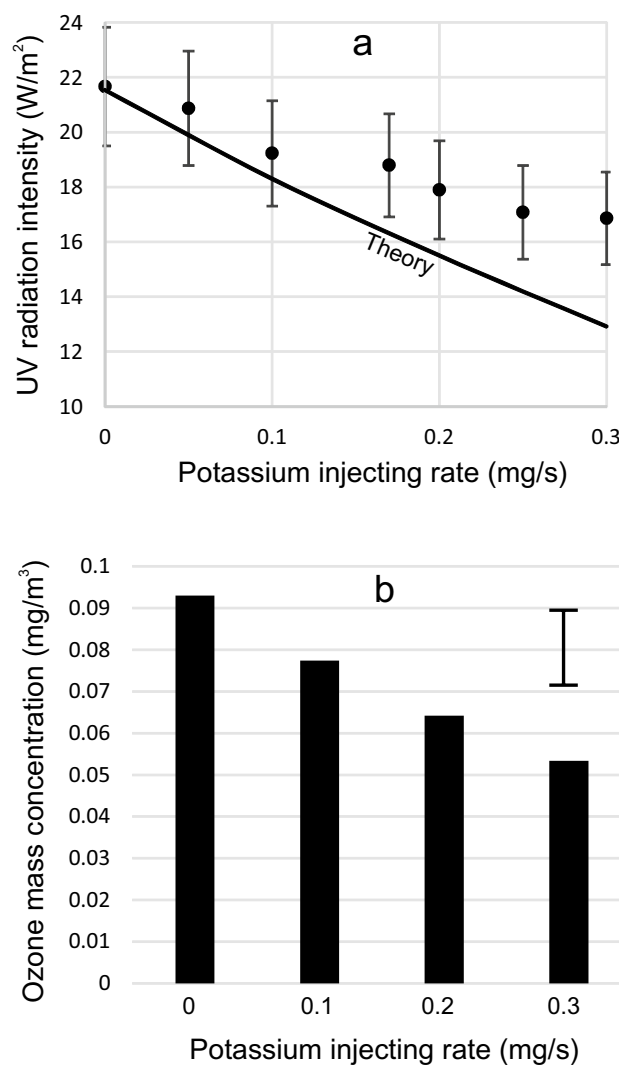 a
24
22
20
18
16
14
12
10
UV radiation intensity (W/m²)
Theory
0 0.1 0.2 0.3
Potassium injecting rate (mg/s)
b
0.1
0.09
0.08
0.07
0.06
0.05
0.04
0.03
0.02
0.01
0
Ozone mass concentration (mg/m³)
0 0.1 0.2 0.3
Potassium injecting rate (mg/s)